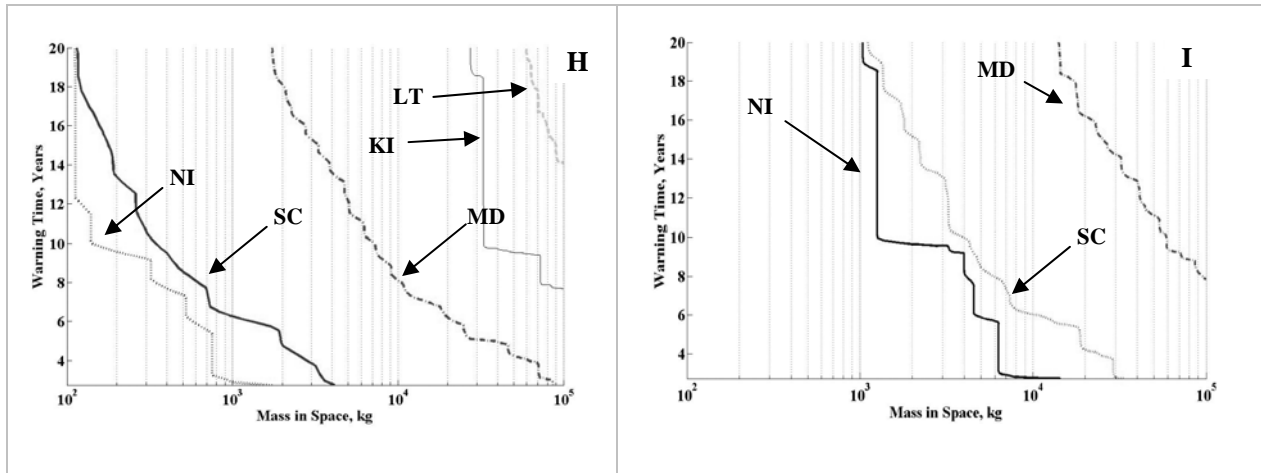 H
20
18
16
14
12
10
8
6
4
Warning Time, Years
LT
KI
NI
SC
MD
10^2
10^3
10^4
10^5
Mass in Space, kg
I
20
18
16
14
12
10
8
6
4
Warning Time, Years
MD
NI
SC
10^2
10^3
10^4
10^5
Mass in Space, kg